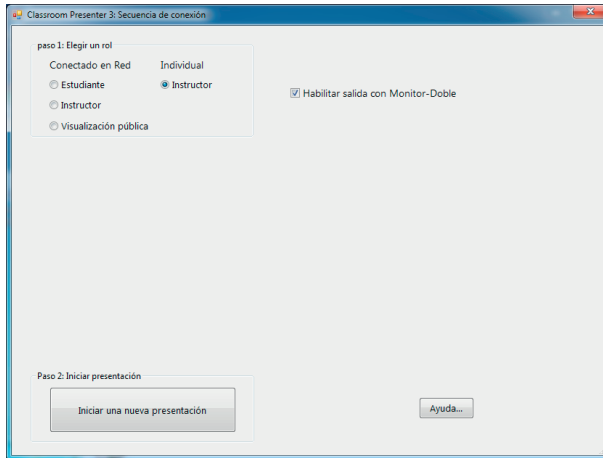 Classroom Presenter 3: Secuencia de conexión
paso 1: Elegir un rol
Conectado en Red Individual
Estudiante Instructor
Habilitar salida con Monitor-Doble
Instructor
Visualización pública
Paso 2: Iniciar presentación
Iniciar una nueva presentación
Ayuda...